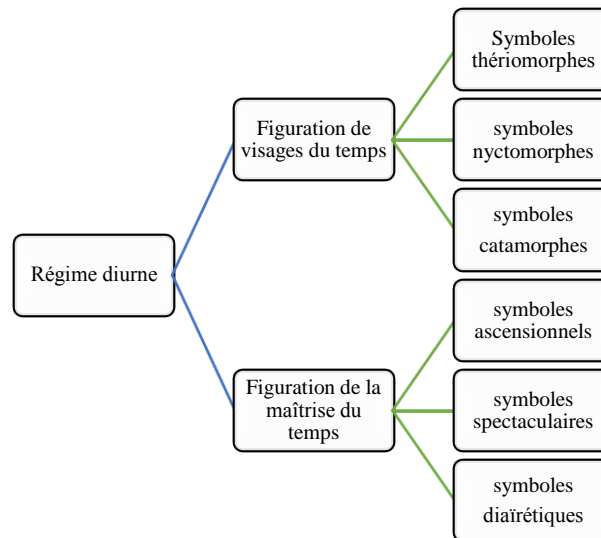 Régime diurne
Figuration de
visages du temps
Symboles
thériomorphes
symboles
nyctomorphes
symboles
catamorphes
Figuration de la
maîtrise du
temps
symboles
ascensionnels
symboles
spectaculaires
symboles
diaïrétiques